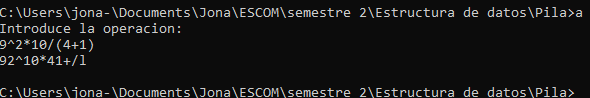 C:\Users\jona-\Documents\Jona\ESCOM\semestre 2\Estructura de datos\Pila>a
Introduce la operacion:
9^2*10/(4+1)
92^10*41+/l
C:\Users\jona-\Documents\Jona\ESCOM\semestre 2\Estructura de datos\Pila>